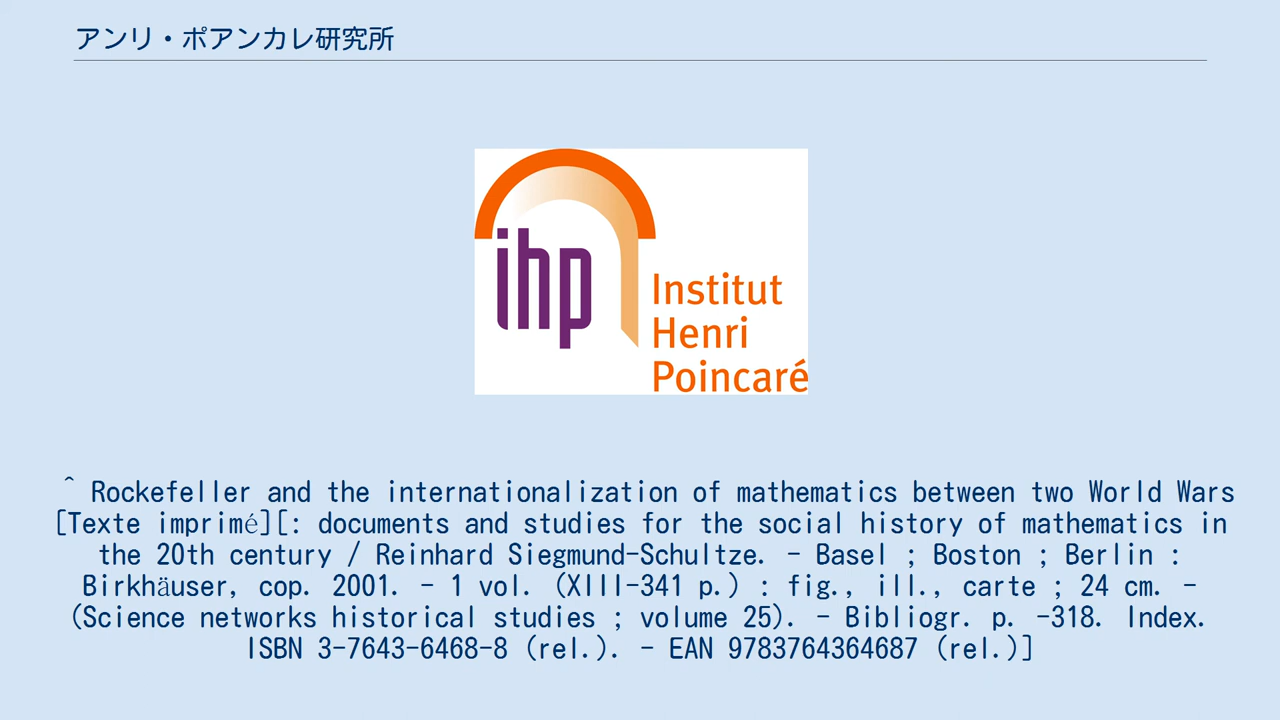 アンリ・ポアンカレ研究所
ihp
Institut
Henri
Poincaré
^ Rockefeller and the internationalization of mathematics between two World Wars
[Texte imprimé][: documents and studies for the social history of mathematics in
the 20th century / Reinhard Siegmund-Schultze. - Basel ; Boston ; Berlin :
Birkhäuser, cop. 2001. - 1 vol. (XIII-341 p.) : fig., ill., carte ; 24 cm. -
(Science networks historical studies ; volume 25). - Bibliogr. p. -318. Index.
ISBN 3-7643-6468-8 (rel.). - EAN 9783764364687 (rel.)]